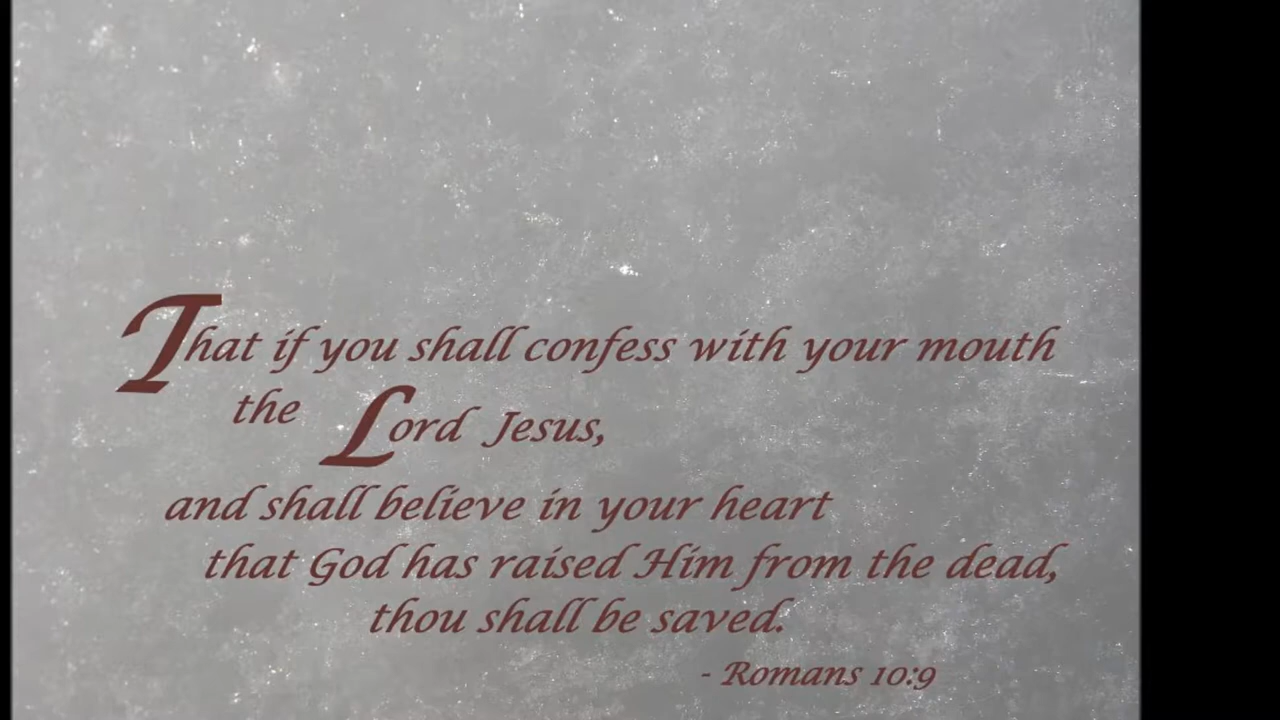 That if you shall confess with your mouth
the Lord Jesus,
and shall believe in your heart
that God has raised Him from the dead,
thou shall be saved.
- Romans 10:9